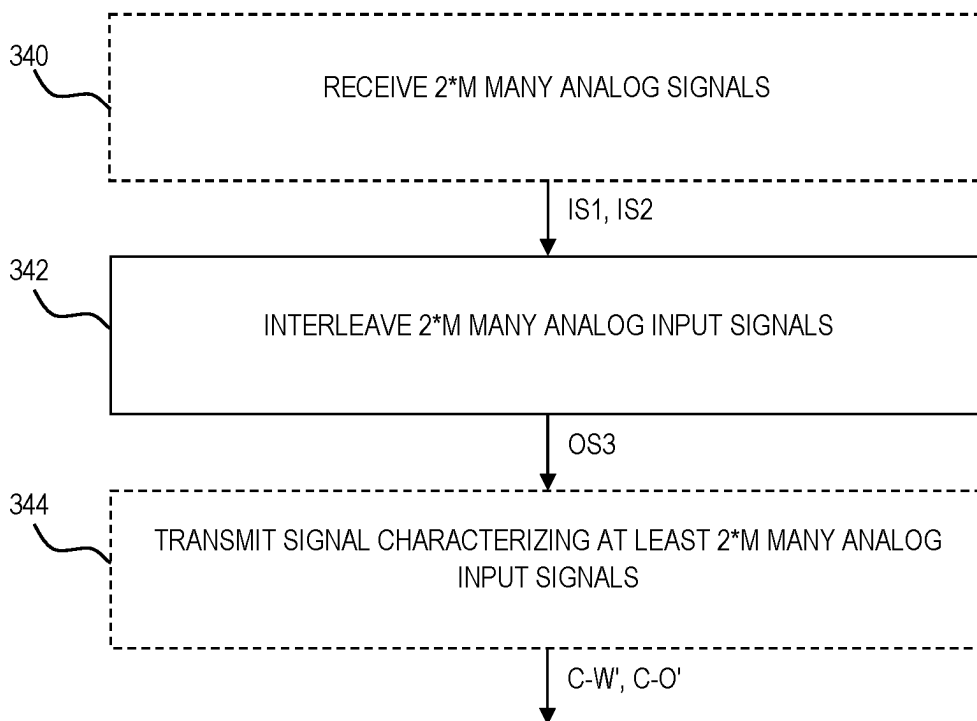 340
RECEIVE 2*M MANY ANALOG SIGNALS
IS1, IS2
342
INTERLEAVE 2*M MANY ANALOG INPUT SIGNALS
OS3
344
TRANSMIT SIGNAL CHARACTERIZING AT LEAST 2*M MANY ANALOG
INPUT SIGNALS
C-W', C-O'